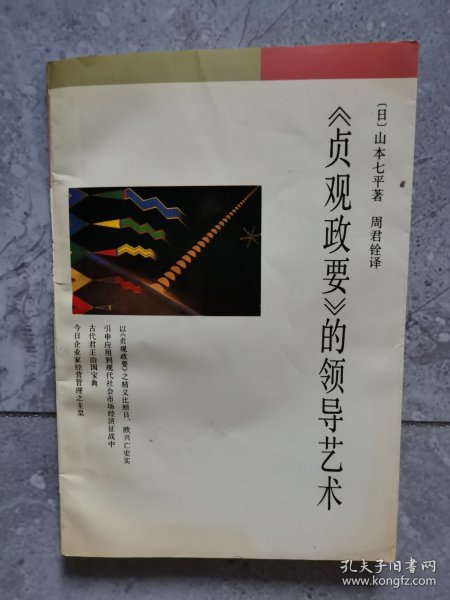 〔日〕山本七平著 周君铨译
《贞观政要》的领导艺术
以《贞观政要》之精义比照日、欧兴亡史实
引申应用到现代社会市场经济征战中
古代君王治国宝典
今日企业家经营管理之丰臬
孔夫子旧书网
www.kongfz.com